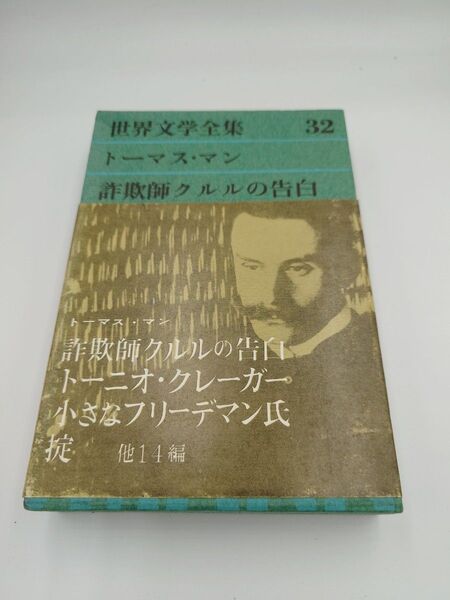 世界文学全集 32
トーマス・マン
詐欺師クルルの告白
トーマス・マン
詐欺師クルルの告白
トーニオ・クレーガー
小さなフリーデマン氏
掟 他14編